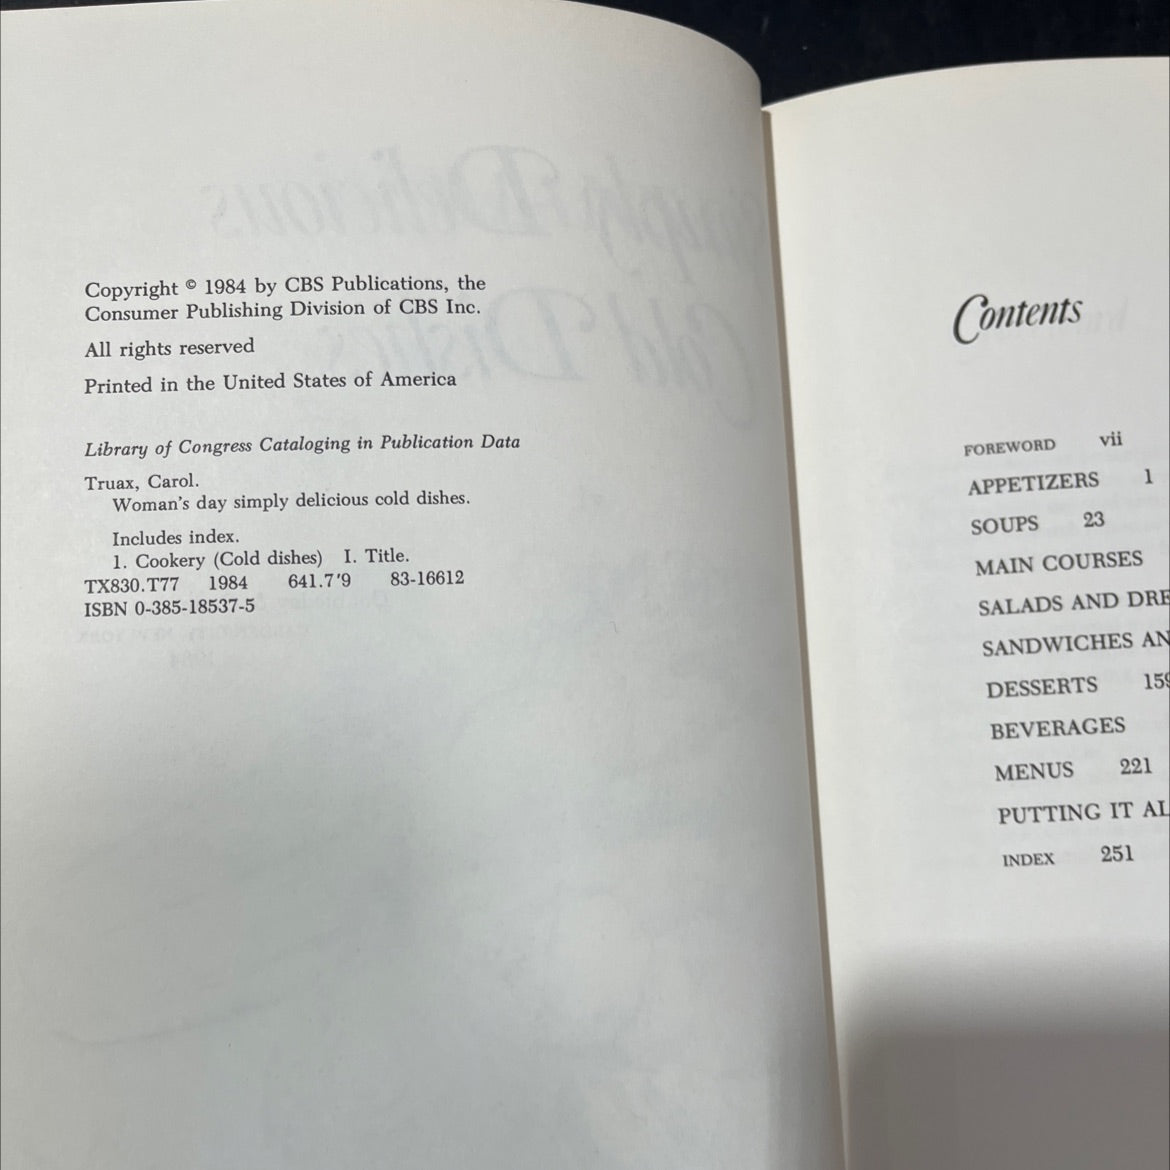 Copyright © 1984 by CBS Publications, the
Consumer Publishing Division of CBS Inc.
All rights reserved
Printed in the United States of America
Library of Congress Cataloging in Publication Data
Truax, Carol.
Woman's day simply delicious cold dishes.
Includes index.
1. Cookery (Cold dishes) I. Title.
TX830.T77 1984 641.7'9 83-16612
ISBN 0-385-18537-5
Contents
FOREWORD vii
APPETIZERS 1
SOUPS 23
MAIN COURSES
SALADS AND DRE
SANDWICHES AN
DESSERTS 159
BEVERAGES
MENUS 221
PUTTING IT AL
INDEX 251